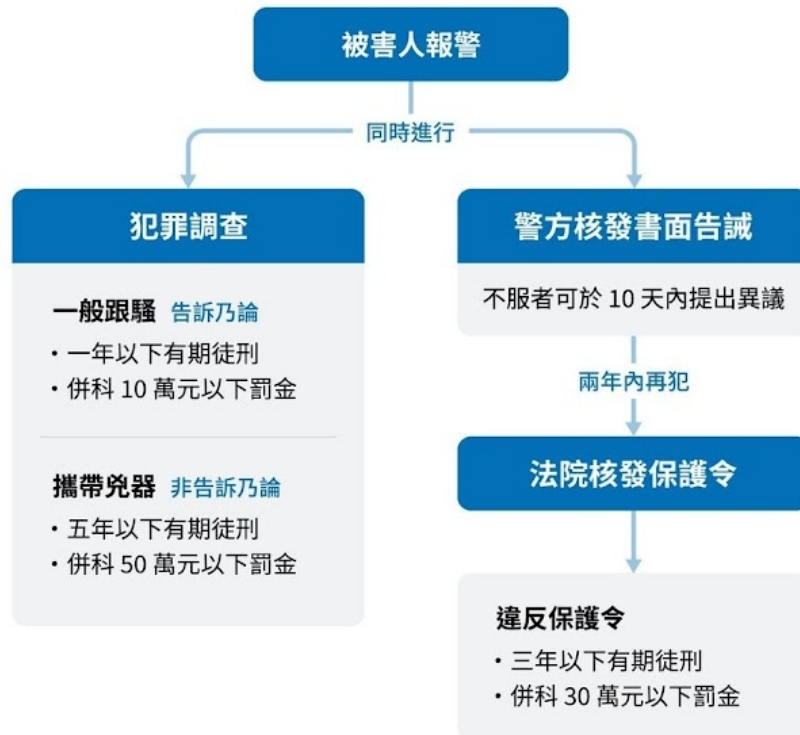 被害人報警
同時進行
犯罪調查
一般跟騷 告訴乃論
・一年以下有期徒刑
・併科 10 萬元以下罰金
攜帶兇器 非告訴乃論
・五年以下有期徒刑
・併科 50 萬元以下罰金
警方核發書面告誡
不服者可於 10 天內提出異議
兩年內再犯
法院核發保護令
違反保護令
・三年以下有期徒刑
・併科 30 萬元以下罰金